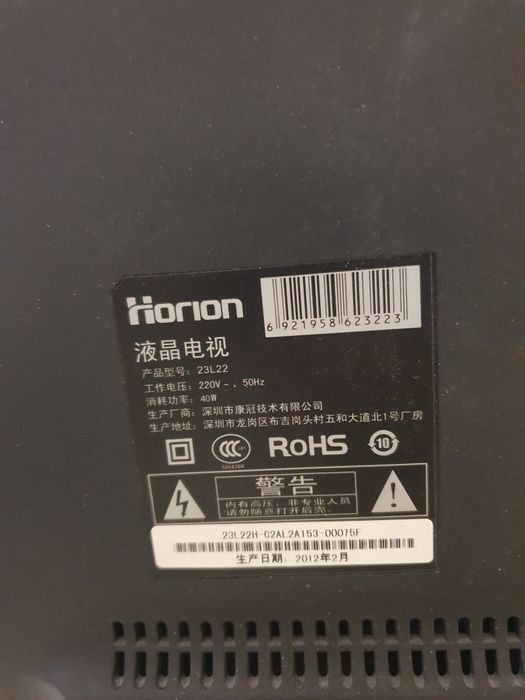 Horion
6 921958 623223
液晶电视
产品型号: 23L22
工作电压: 220V ~ , 50Hz
消耗功率: 40W
生产厂商: 深圳市康冠技术有限公司
生产地址: 深圳市龙岗区布吉岗头村五和大道北1号厂房
CCC
RoHS
10
警告
内有高压, 非专业人员
请勿随意打开后壳。
23L22H-C2AL2A153-00075F
生产日期: 2012年2月